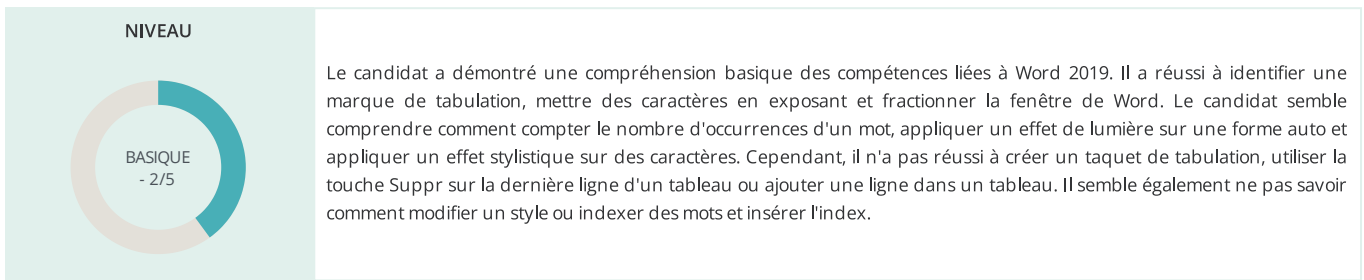 NIVEAU
BASIQUE
- 2/5
Le candidat a démontré une compréhension basique des compétences liées à Word 2019. Il a réussi à identifier une
marque de tabulation, mettre des caractères en exposant et fractionner la fenêtre de Word. Le candidat semble
comprendre comment compter le nombre d'occurrences d'un mot, appliquer un effet de lumière sur une forme auto et
appliquer un effet stylistique sur des caractères. Cependant, il n'a pas réussi à créer un taquet de tabulation, utiliser la
touche Suppr sur la dernière ligne d'un tableau ou ajouter une ligne dans un tableau. Il semble également ne pas savoir
comment modifier un style ou indexer des mots et insérer l'index.